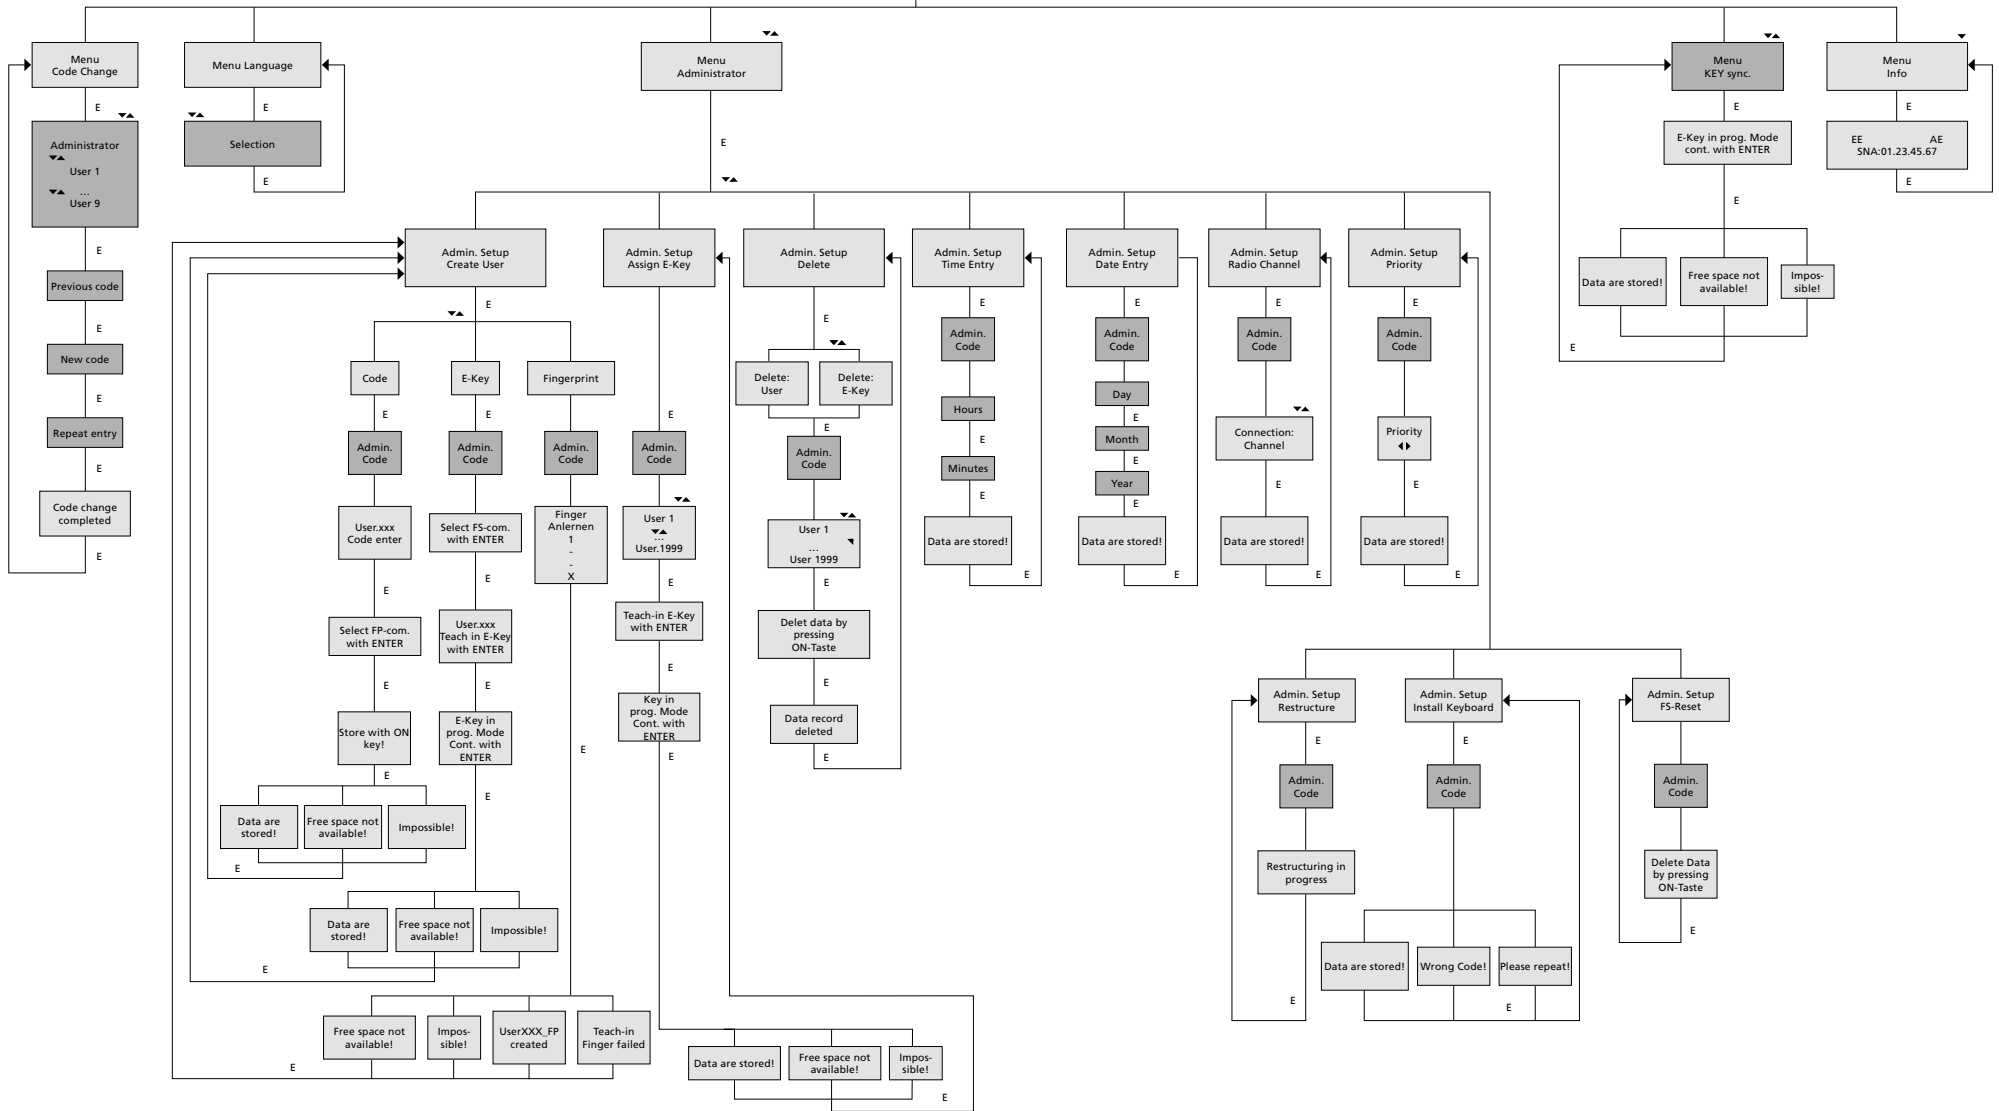 Menu
Code Change
E
Administrator
User 1
...
User 9
E
Previous code
E
New code
E
Repeat entry
E
Code change
completed
E
Menu Language
E
Selection
E
Menu
Administrator
E
Admin. Setup
Create User
E
Code
E
Admin.
Code
User.xxx
Code enter
E
Select FP-com.
with ENTER
E
Store with ON
key!
E
Data are
stored!
Free space not
available!
Impossible!
E
E-Key
E
Admin.
Code
Select FS-com.
with ENTER
E
User.xxx
Teach in E-Key
with ENTER
E
E-Key in
prog. Mode
Cont. with
ENTER
E
Data are
stored!
Free space not
available!
Impossible!
E
Fingerprint
Admin.
Code
Finger
Anlernen
1
-
-
X
E
Free space not
available!
Impos-
sible!
UserXXX_FP
created
Teach-in
Finger failed
E
Admin. Setup
Assign E-Key
E
Admin.
Code
User 1
...
User.1999
E
Teach-in E-Key
with ENTER
E
Key in
prog. Mode
Cont. with
ENTER
E
Data are stored!
Free space not
available!
Impos-
sible!
E
Admin. Setup
Delete
E
Delete:
User
Delete:
E-Key
E
Admin.
Code
User 1
...
User 1999
E
Delet data by
pressing
ON-Taste
E
Data record
deleted
E
Admin. Setup
Time Entry
E
Admin.
Code
Hours
E
Minutes
E
Data are stored!
E
Admin. Setup
Date Entry
E
Admin.
Code
Day
E
Month
E
Year
E
Data are stored!
E
Admin. Setup
Radio Channel
E
Admin.
Code
Connection:
Channel
E
Data are stored!
E
Admin. Setup
Priority
E
Admin.
Code
Priority
E
Data are stored!
E
Admin. Setup
Restructure
E
Admin.
Code
Restructuring in
progress
E
Admin. Setup
Install Keyboard
E
Admin.
Code
Data are stored!
Wrong Code!
Please repeat!
E
Admin. Setup
FS-Reset
Admin.
Code
Delete Data
by pressing
ON-Taste
E
Menu
KEY sync.
E
E-Key in prog. Mode
cont. with ENTER
E
Data are stored!
Free space not
available!
Impos-
sible!
E
Menu
Info
E
EE AE
SNA:01.23.45.67
E